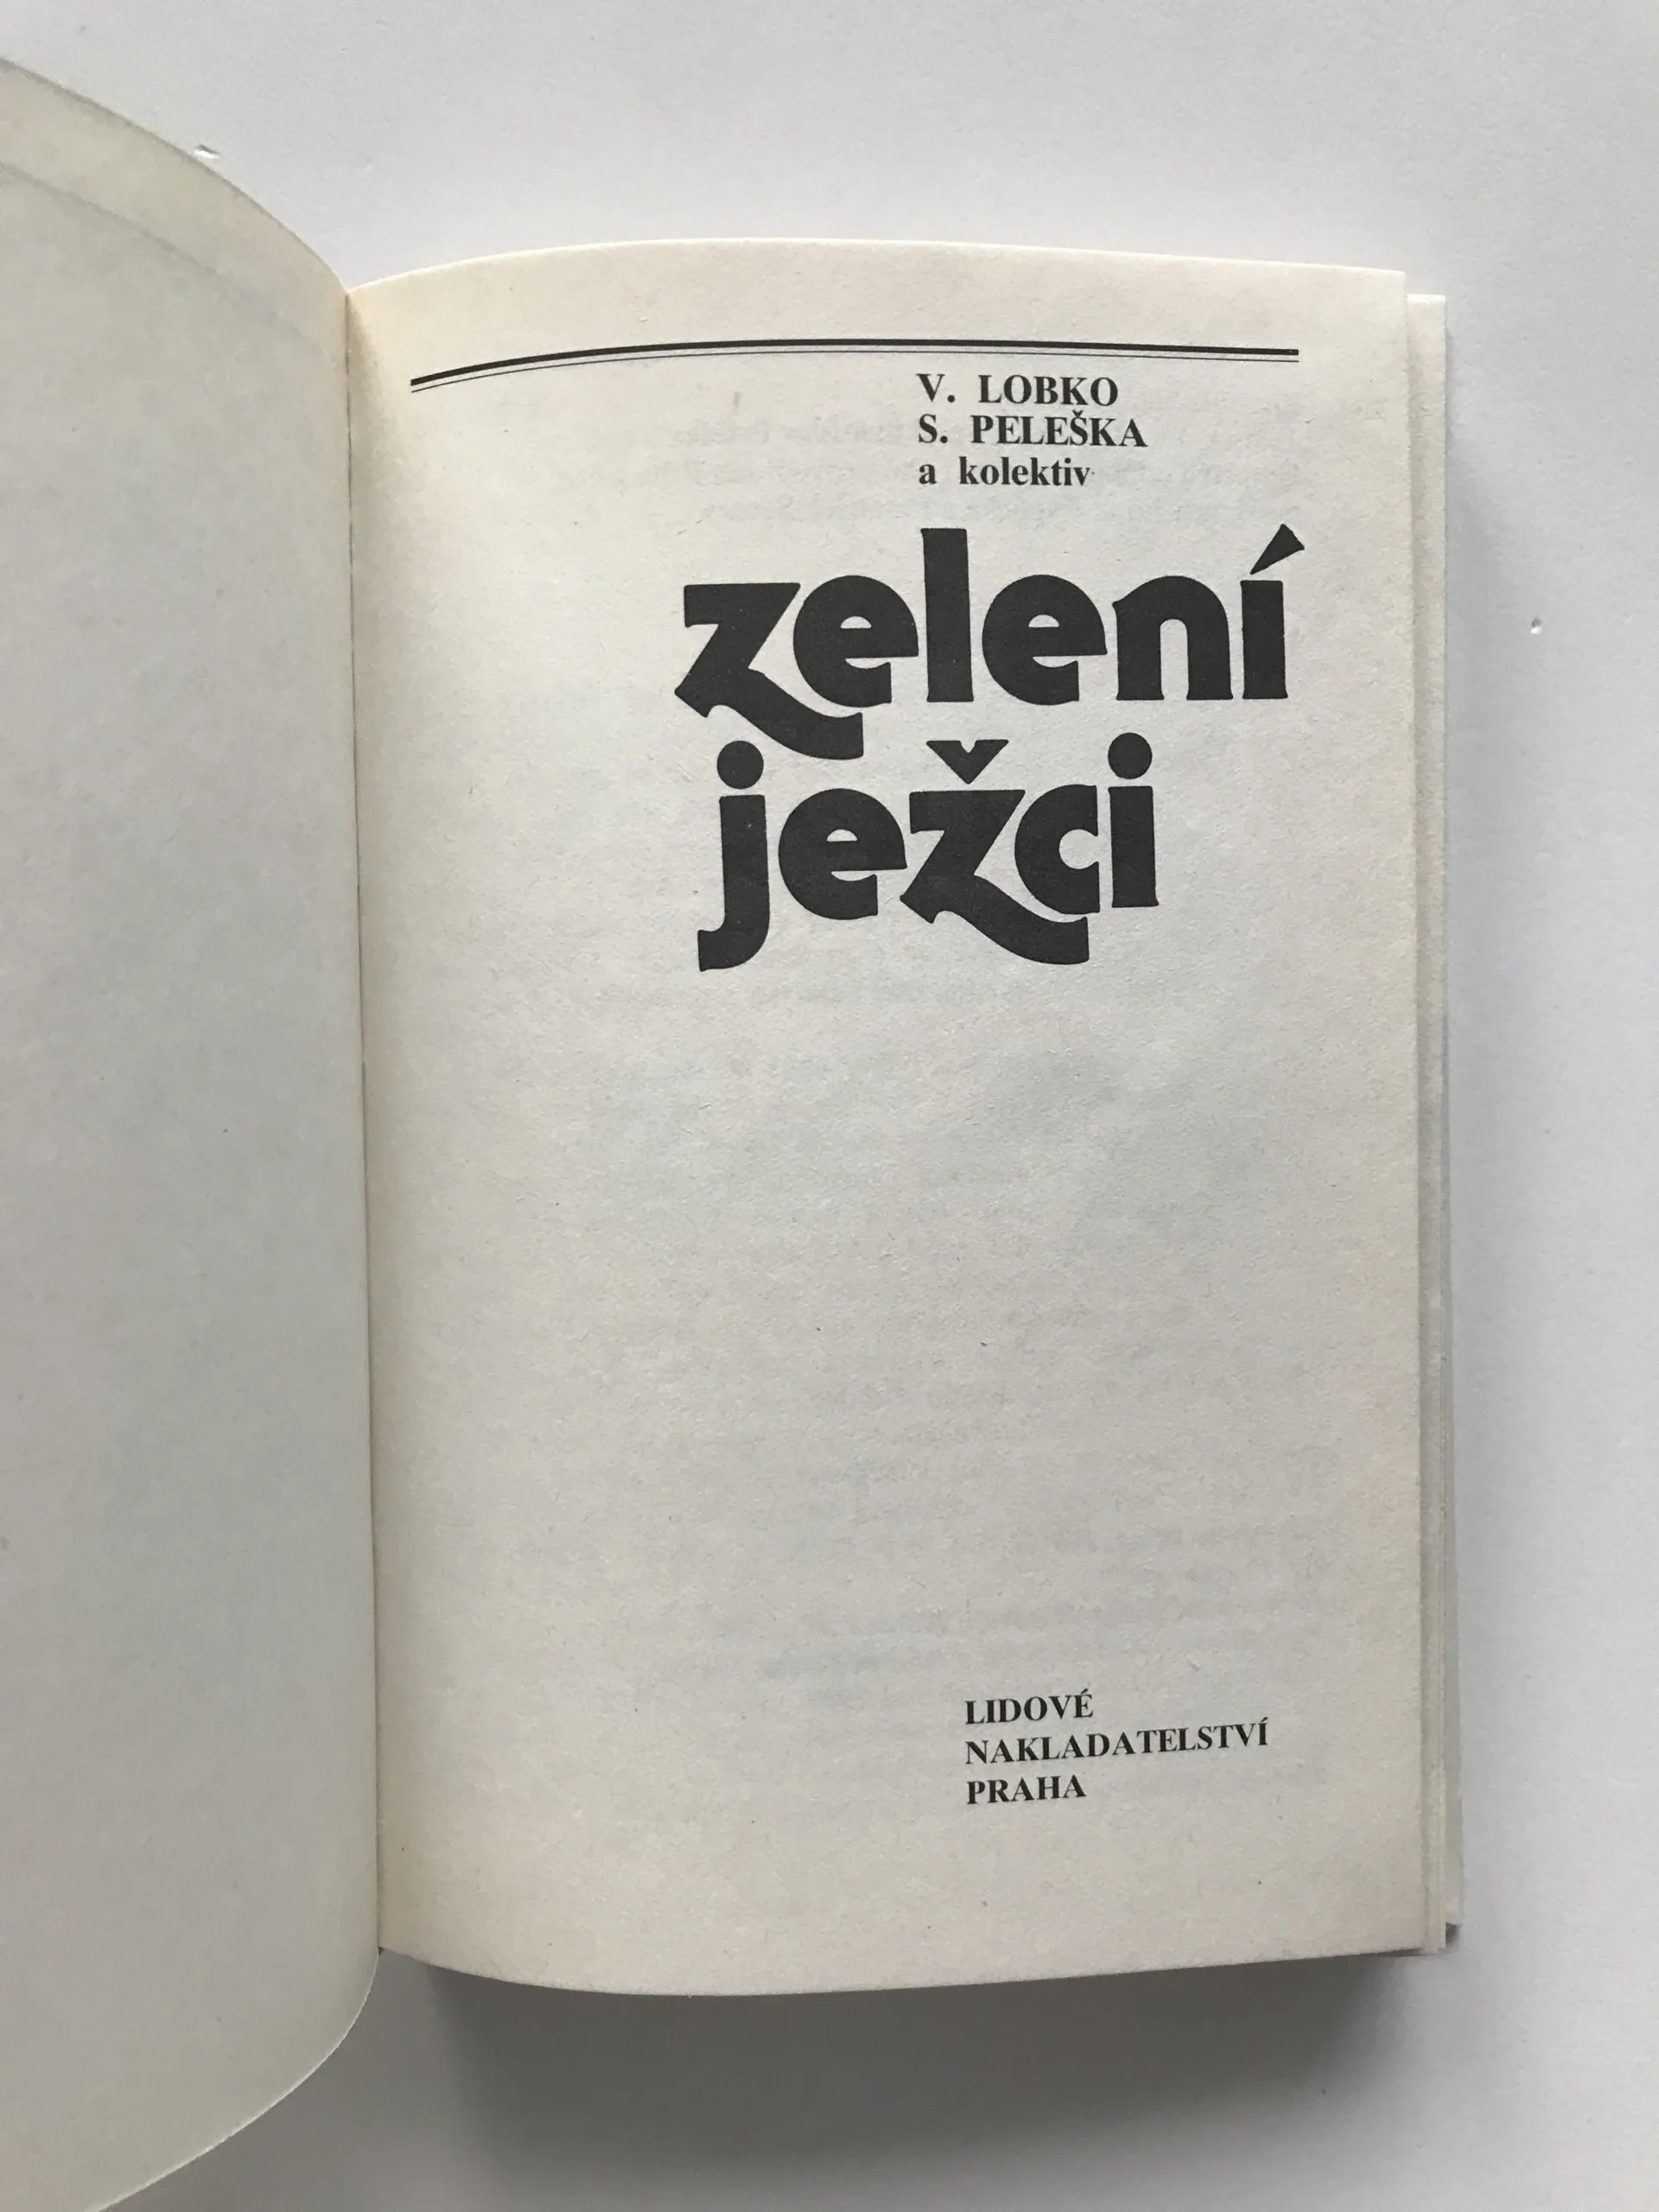 V. LOBKO
S. PELEŠKA
a kolektiv
zelení
ježci
LIDOVÉ
NAKLADATELSTVÍ
PRAHA